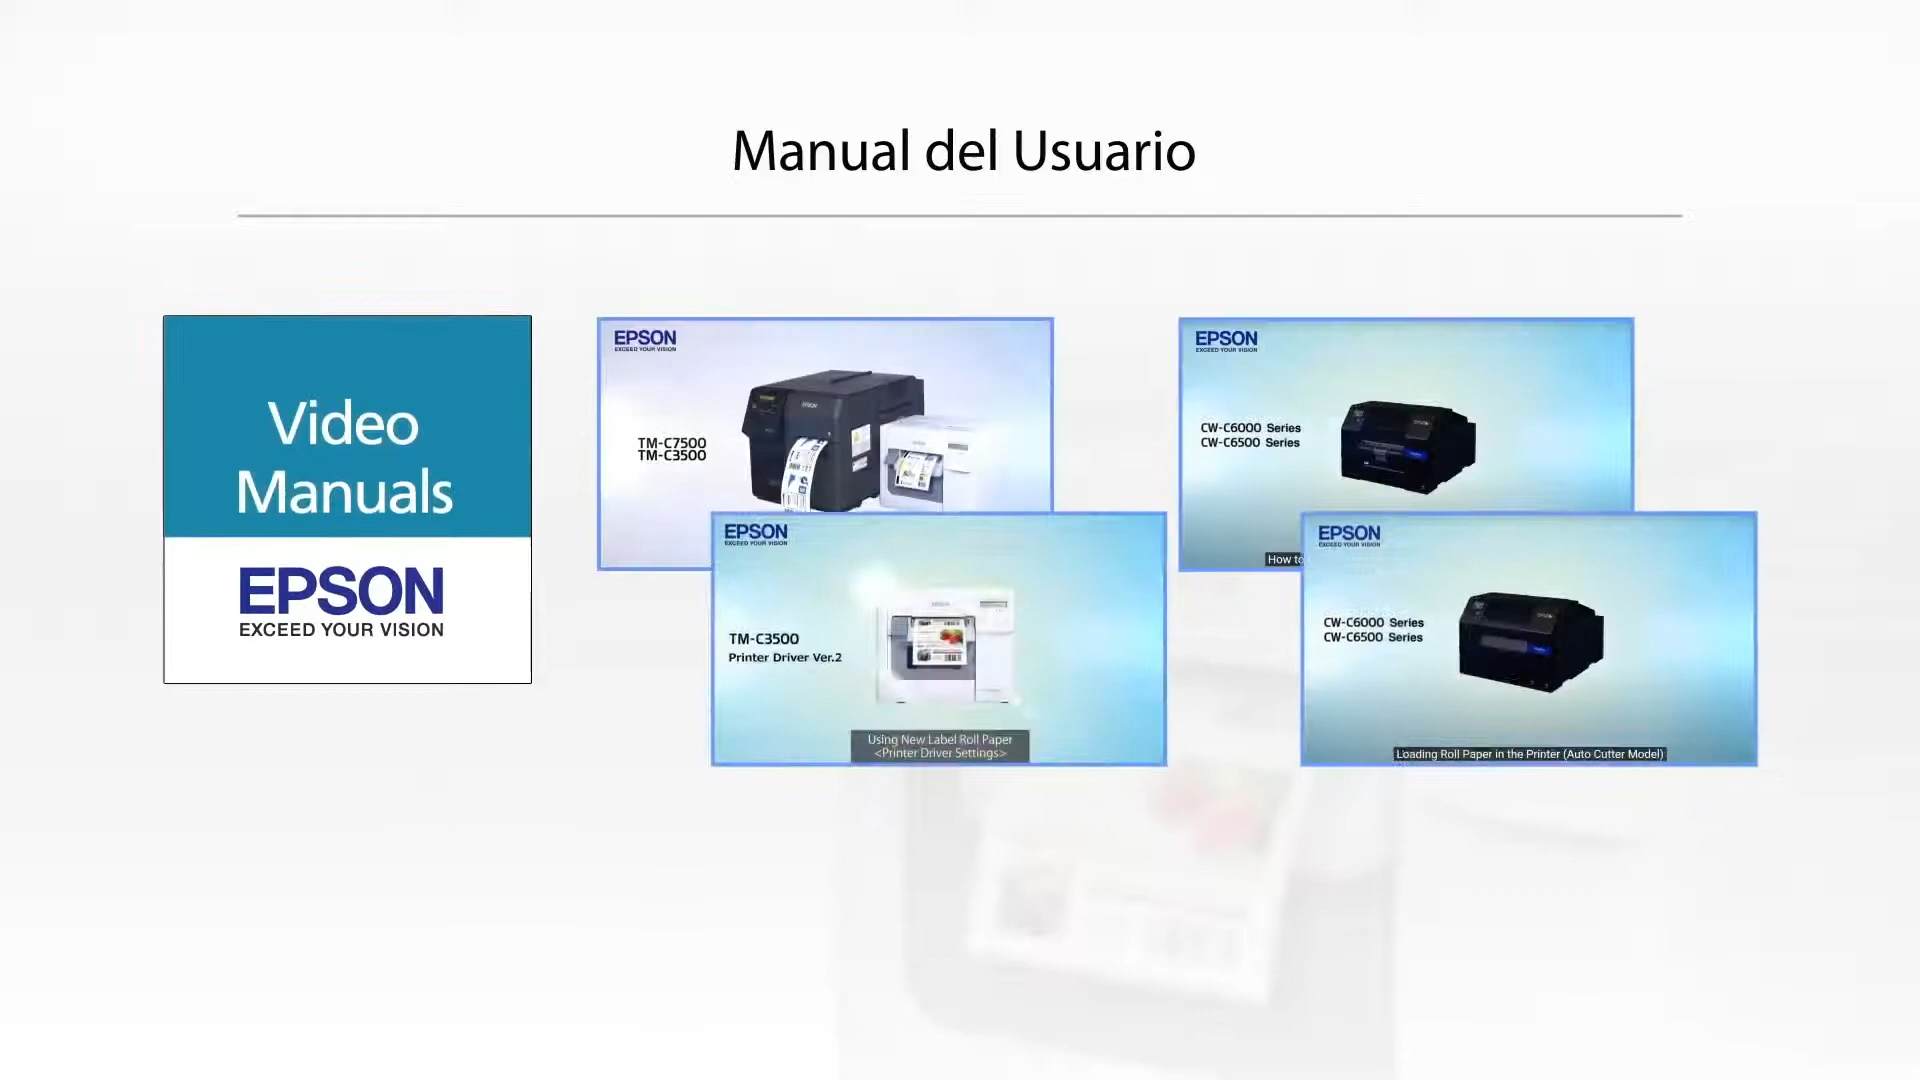 Manual del Usuario
Video
Manuals
EPSON
EXCEED YOUR VISION
EPSON
EXCEED YOUR VISION
TM-C7500
TM-C3500
EPSON
EXCEED YOUR VISION
TM-C3500
Printer Driver Ver.2
Using New Label Roll Paper
<Printer Driver Settings>
EPSON
EXCEED YOUR VISION
CW-C6000 Series
CW-C6500 Series
How to
EPSON
EXCEED YOUR VISION
CW-C6000 Series
CW-C6500 Series
Loading Roll Paper in the Printer (Auto Cutter Model)